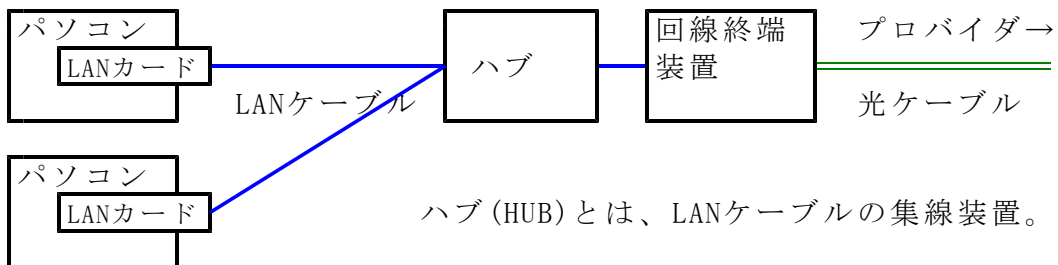 パソコン
LANカード
LANケーブル
ハブ
回線終端
装置
プロバイダ→
光ケーブル
パソコン
LANカード
ハブ(HUB)とは、LANケーブルの集線装置。